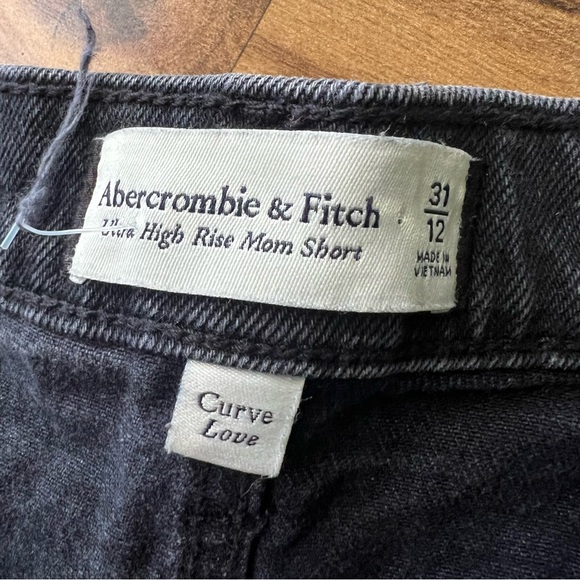 Abercrombie & Fitch
Ultra High Rise Mom Short
31
12
MADE IN
VIETNAM
Curve
Love